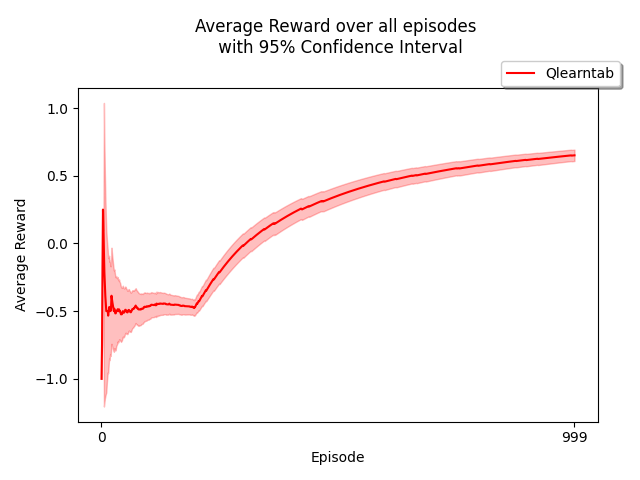 Average Reward over all episodes
with 95% Confidence Interval
Qlearntab
1.0
0.5
0.0
−0.5
−1.0
Average Reward
0
999
Episode